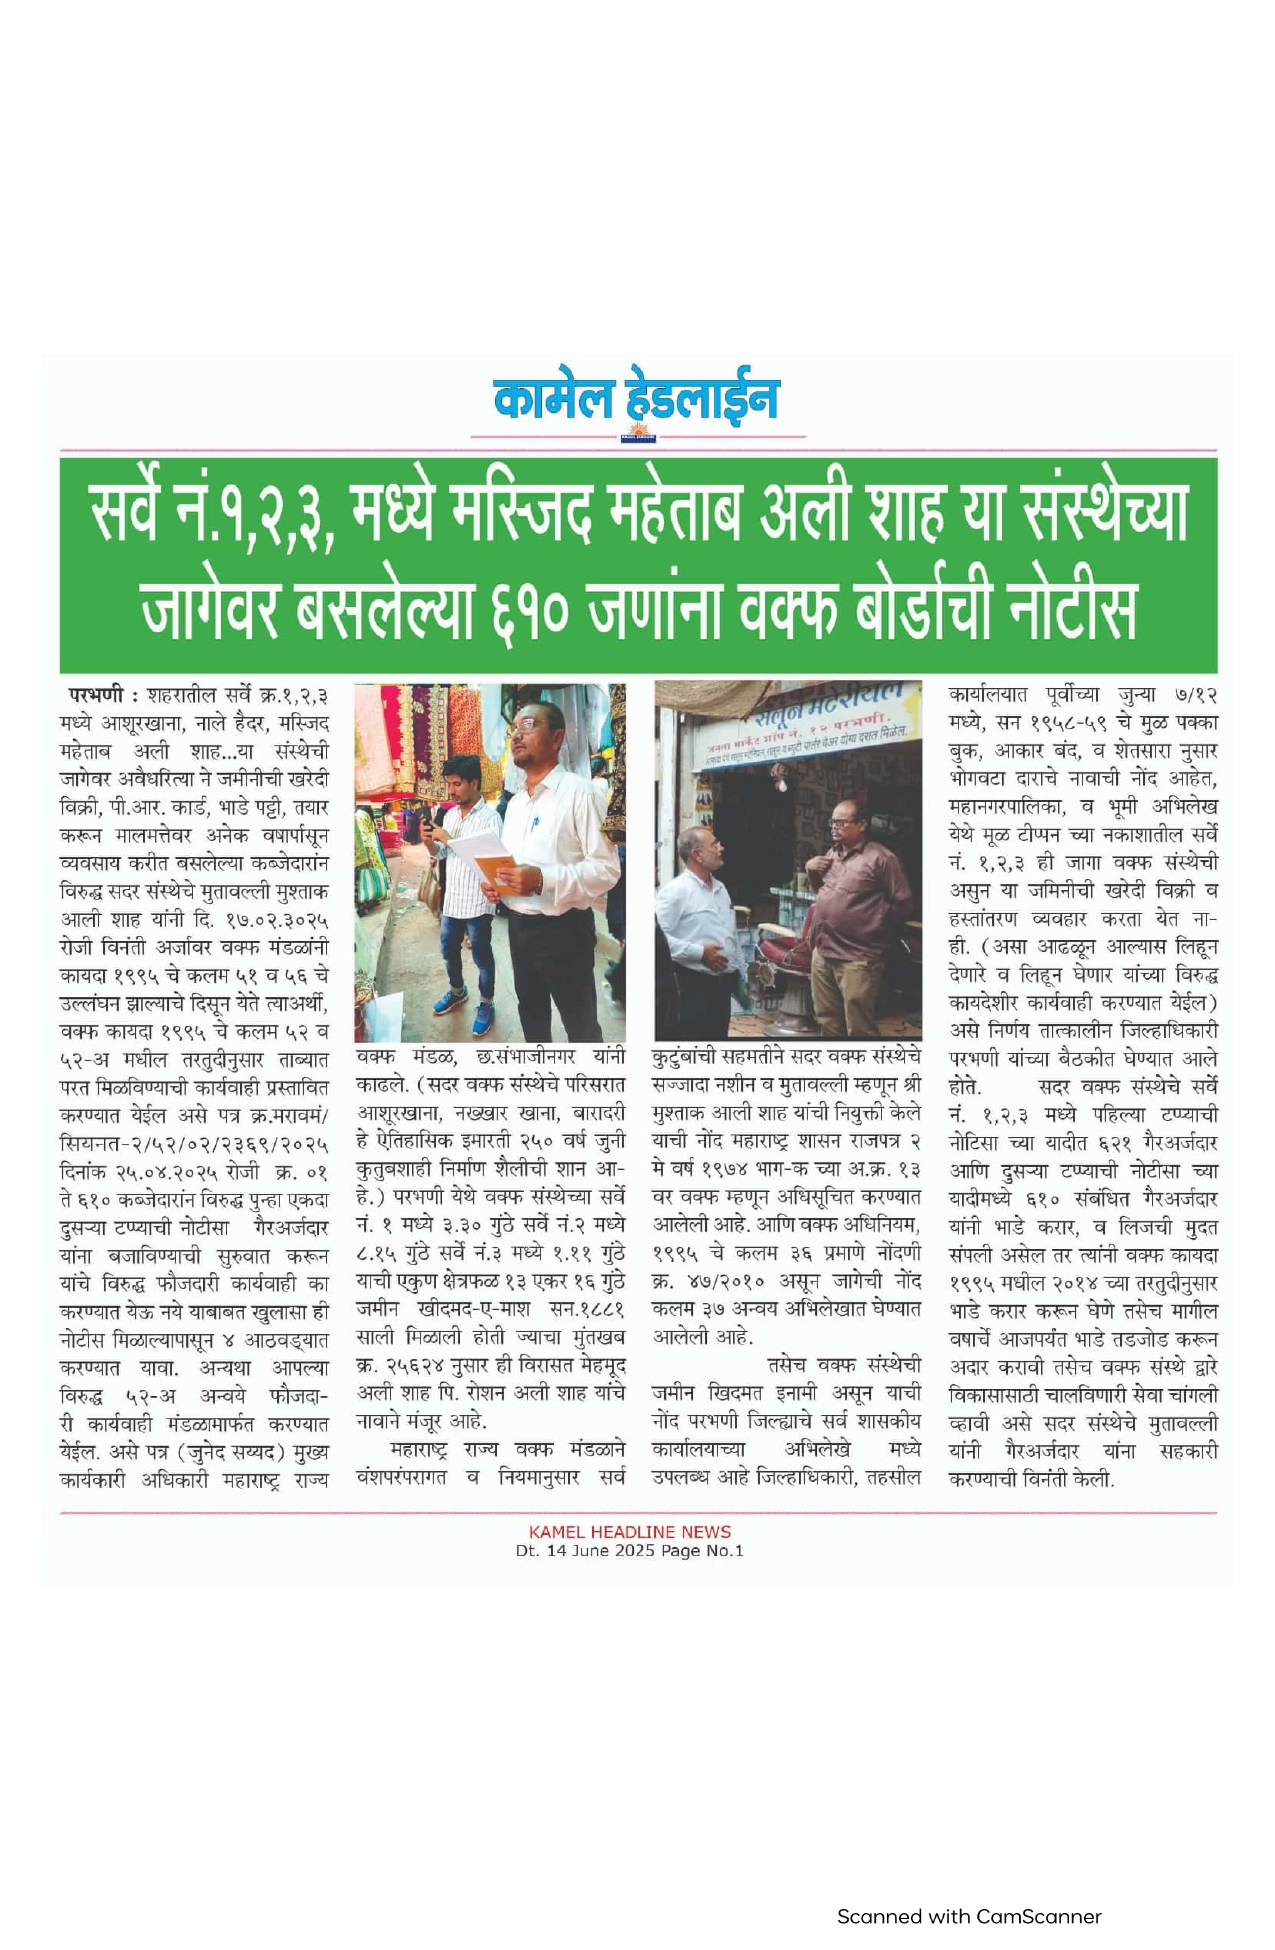 कामेल हेडलाईन
KAMEL HEADLINE
सर्वे नं.१,२,३, मध्ये मस्जिद महेताब अली शाह या संस्थेच्या
जागेवर बसलेल्या ६१० जणांना वक्फ बोर्डाची नोटीस
परभणी : शहरातील सर्वे क्र.१,२,३
मध्ये आशूरखाना, नाले हैदर, मस्जिद
महेताब अली शाह...या संस्थेची
जागेवर अवैधरित्या ने जमीनीची खरेदी
विक्री, पी.आर. कार्ड, भाडे पट्टी, तयार
करून मालमत्तेवर अनेक वषार्पासून
व्यवसाय करीत बसलेल्या कब्जेदारांन
विरुद्ध सदर संस्थेचे मुतावल्ली मुश्ताक
आली शाह यांनी दि. १७.०२.३०२५
रोजी विनंती अर्जावर वक्फ मंडळांनी
कायदा १९९५ चे कलम ५१ व ५६ चे
उल्लंघन झाल्याचे दिसून येते त्याअर्थी,
वक्फ कायदा १९९५ चे कलम ५२ व
५२-अ मधील तरतुदीनुसार ताब्यात
परत मिळविण्याची कार्यवाही प्रस्तावित
करण्यात येईल असे पत्र क्र.मरावमं/
सियनत-२/५२/०२/२३६९/२०२५
दिनांक २५.०४.२०२५ रोजी क्र. ०१
ते ६१० कब्जेदारांन विरुद्ध पुन्हा एकदा
दुसऱ्या टप्प्याची नोटीसा गैरअर्जदार
यांना बजाविण्याची सुरुवात करून
यांचे विरुद्ध फौजदारी कार्यवाही का
करण्यात येऊ नये याबाबत खुलासा ही
नोटीस मिळाल्यापासून ४ आठवड्यात
करण्यात यावा. अन्यथा आपल्या
विरुद्ध ५२-अ अन्वये फौजदा-
री कार्यवाही मंडळामार्फत करण्यात
येईल. असे पत्र (जुनेद सय्यद) मुख्य
कार्यकारी अधिकारी महाराष्ट्र राज्य
सलून मटेरीयल
जनता मार्केट शॉप नं. १२ परभणी.
वक्फ मंडळ, छ.संभाजीनगर यांनी
काढले. (सदर वक्फ संस्थेचे परिसरात
आशूरखाना, नख्खार खाना, बारादरी
हे ऐतिहासिक इमारती २५० वर्ष जुनी
कुतुबशाही निर्माण शैलीची शान आ-
हे.) परभणी येथे वक्फ संस्थेच्या सर्वे
नं. १ मध्ये ३.३० गुंठे सर्वे नं.२ मध्ये
८.१५ गुंठे सर्वे नं.३ मध्ये १.११ गुंठे
याची एकुण क्षेत्रफळ १३ एकर १६ गुंठे
जमीन खीदमद-ए-माश सन.१८८१
साली मिळाली होती ज्याचा मुंतखब
क्र. २५६२४ नुसार ही विरासत मेहमूद
अली शाह पि. रोशन अली शाह यांचे
नावाने मंजूर आहे.
महाराष्ट्र राज्य वक्फ मंडळाने
वंशपरंपरागत व नियमानुसार सर्व
कुटुंबांची सहमतीने सदर वक्फ संस्थेचे
सज्जादा नशीन व मुतावल्ली म्हणून श्री
मुश्ताक आली शाह यांची नियुक्ती केले
याची नोंद महाराष्ट्र शासन राजपत्र २
मे वर्ष १९७४ भाग-क च्या अ.क्र. १३
वर वक्फ म्हणून अधिसूचित करण्यात
आलेली आहे. आणि वक्फ अधिनियम,
१९९५ चे कलम ३६ प्रमाणे नोंदणी
क्र. ४७/२०१० असून जागेची नोंद
कलम ३७ अन्वय अभिलेखात घेण्यात
आलेली आहे.
तसेच वक्फ संस्थेची
जमीन खिदमत इनामी असून याची
नोंद परभणी जिल्ह्याचे सर्व शासकीय
कार्यालयाच्या अभिलेखे मध्ये
उपलब्ध आहे जिल्हाधिकारी, तहसील
कार्यालयात पूर्वीच्या जुन्या ७/१२
मध्ये, सन १९५८-५९ चे मुळ पक्का
बुक, आकार बंद, व शेतसारा नुसार
भोगवटा दाराचे नावाची नोंद आहेत,
महानगरपालिका, व भूमी अभिलेख
येथे मूळ टीप्पन च्या नकाशातील सर्वे
नं. १,२,३ ही जागा वक्फ संस्थेची
असुन या जमिनीची खरेदी विक्री व
हस्तांतरण व्यवहार करता येत ना-
ही. (असा आढळून आल्यास लिहून
देणारे व लिहून घेणार यांच्या विरुद्ध
कायदेशीर कार्यवाही करण्यात येईल)
असे निर्णय तात्कालीन जिल्हाधिकारी
परभणी यांच्या बैठकीत घेण्यात आले
होते. सदर वक्फ संस्थेचे सर्वे
नं. १,२,३ मध्ये पहिल्या टप्प्याची
नोटिसा च्या यादीत ६२१ गैरअर्जदार
आणि दुसऱ्या टप्प्याची नोटीसा च्या
यादीमध्ये ६१० संबंधित गैरअर्जदार
यांनी भाडे करार, व लिजची मुदत
संपली असेल तर त्यांनी वक्फ कायदा
१९९५ मधील २०१४ च्या तरतुदीनुसार
भाडे करार करून घेणे तसेच मागील
वषार्चे आजपर्यंत भाडे तडजोड करून
अदार करावी तसेच वक्फ संस्थे द्वारे
विकासासाठी चालविणारी सेवा चांगली
व्हावी असे सदर संस्थेचे मुतावल्ली
यांनी गैरअर्जदार यांना सहकारी
करण्याची विनंती केली.
KAMEL HEADLINE NEWS
Dt. 14 June 2025 Page No.1
Scanned with CamScanner